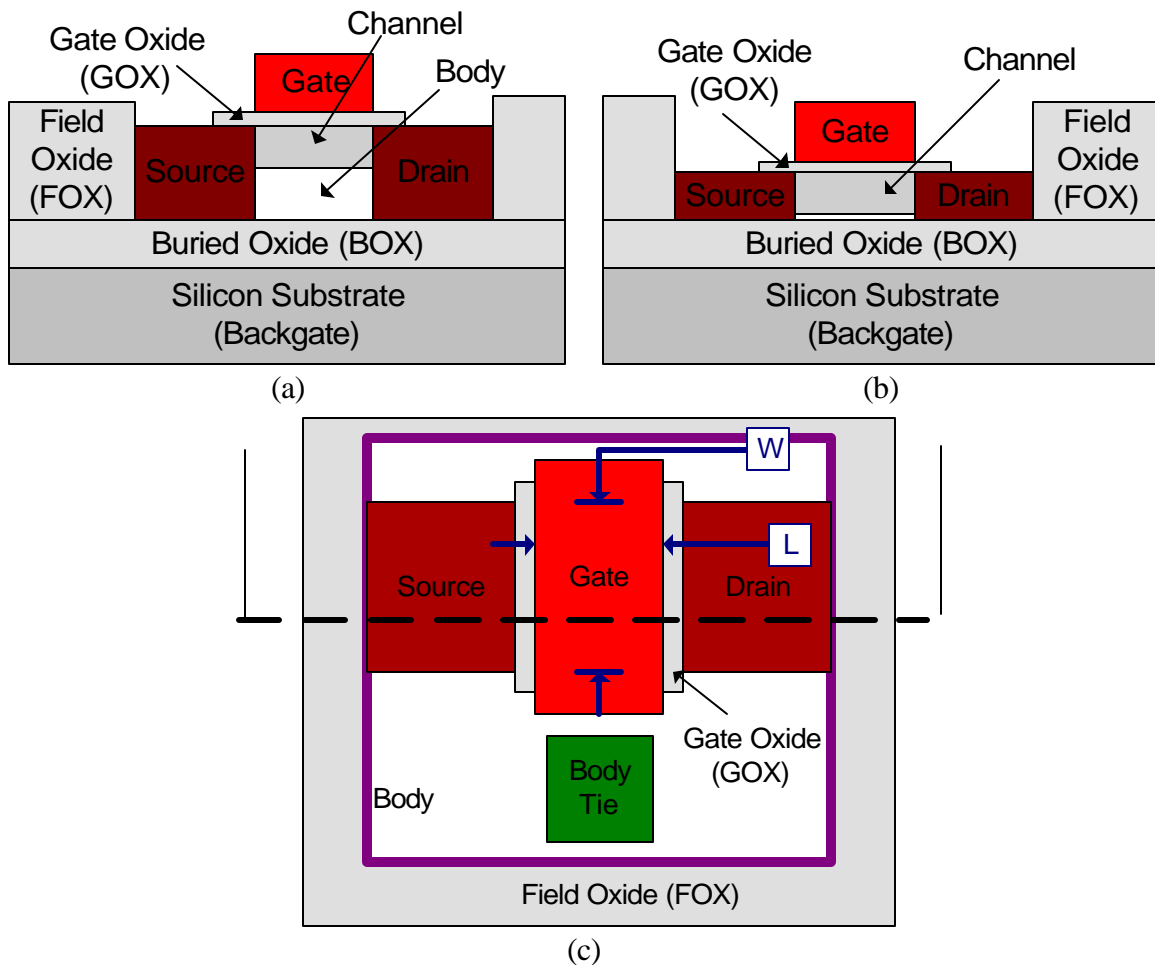 Gate Oxide
(GOX)
Channel
Body
Gate
Field
Oxide
(FOX)
Source
Drain
Buried Oxide (BOX)
Silicon Substrate
(Backgate)
(a)
Gate Oxide
(GOX)
Channel
Gate
Field
Oxide
(FOX)
Source
Drain
Buried Oxide (BOX)
Silicon Substrate
(Backgate)
(b)
W
L
Source
Gate
Drain
Gate Oxide
(GOX)
Body
Tie
Body
Field Oxide (FOX)
(c)